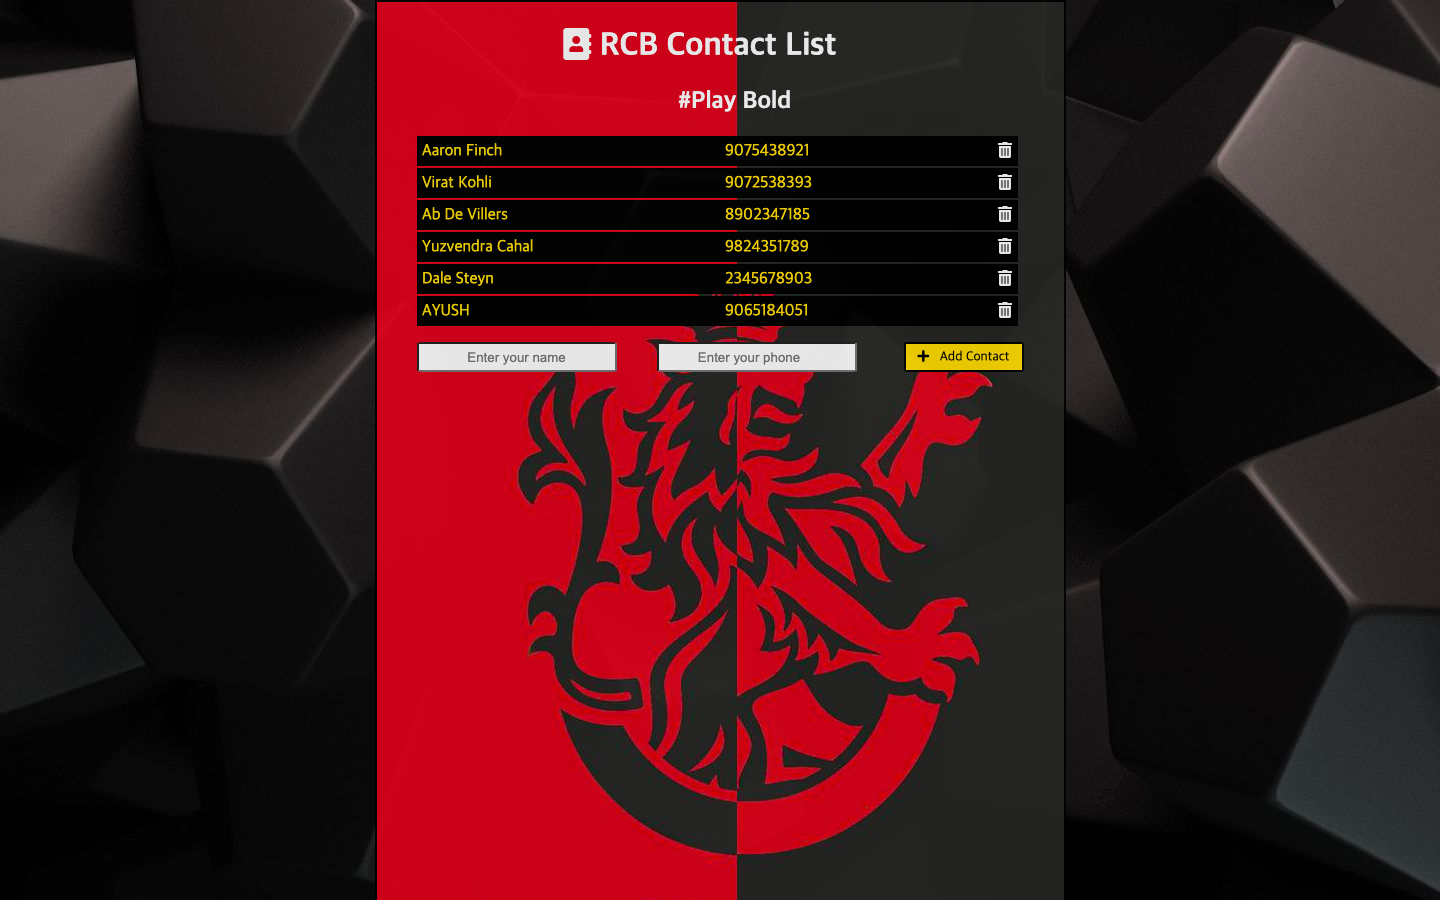 RCB Contact List
#Play Bold
Aaron Finch 9075438921
Virat Kohli 9072538393
Ab De Villers 8902347185
Yuzvendra Cahal 9824351789
Dale Steyn 2345678903
AYUSH 9065184051
Enter your name Enter your phone Add Contact